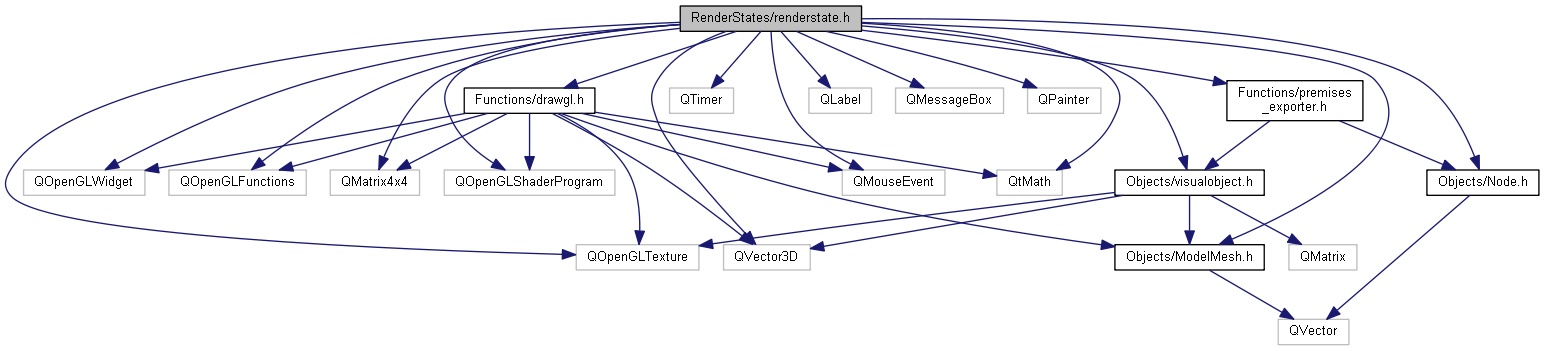 RenderStates/renderstate.h
Functions/drawgl.h
QTimer
QLabel
QMessageBox
QPainter
Functions/premises
_exporter.h
QOpenGLWidget
QOpenGLFunctions
QMatrix4x4
QOpenGLShaderProgram
QMouseEvent
QtMath
Objects/visualobject.h
Objects/Node.h
QOpenGLTexture
QVector3D
Objects/ModelMesh.h
QMatrix
QVector